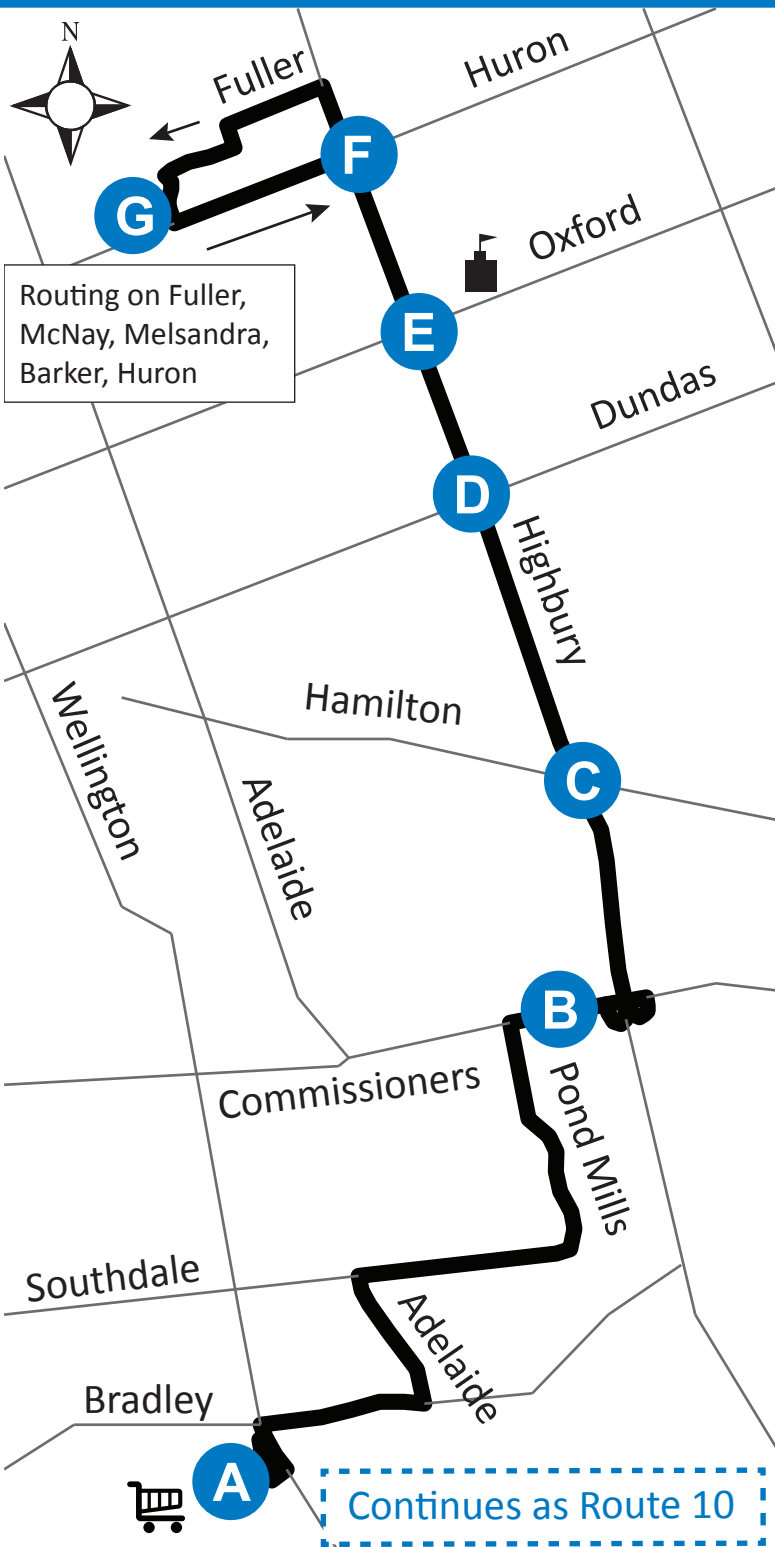 N
Fuller
Huron
F
G
Oxford
Routing on Fuller,
McNay, Melsandra,
Barker, Huron
E
Dundas
D
Highbury
Wellington
Hamilton
Adelaide
C
B
Commissioners
Pond Mills
Southdale
Adelaide
Bradley
A
Continues as Route 10